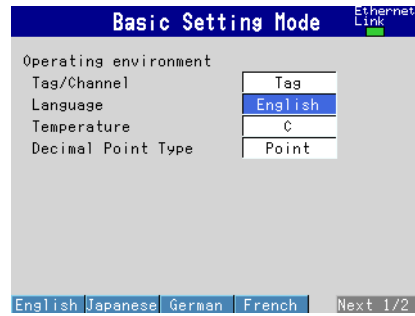 Basic Setting Mode
Ethernet
Link
Operating environment
Tag/Channel Tag
Language English
Temperature C
Decimal Point Type Point
English Japanese German French Next 1/2